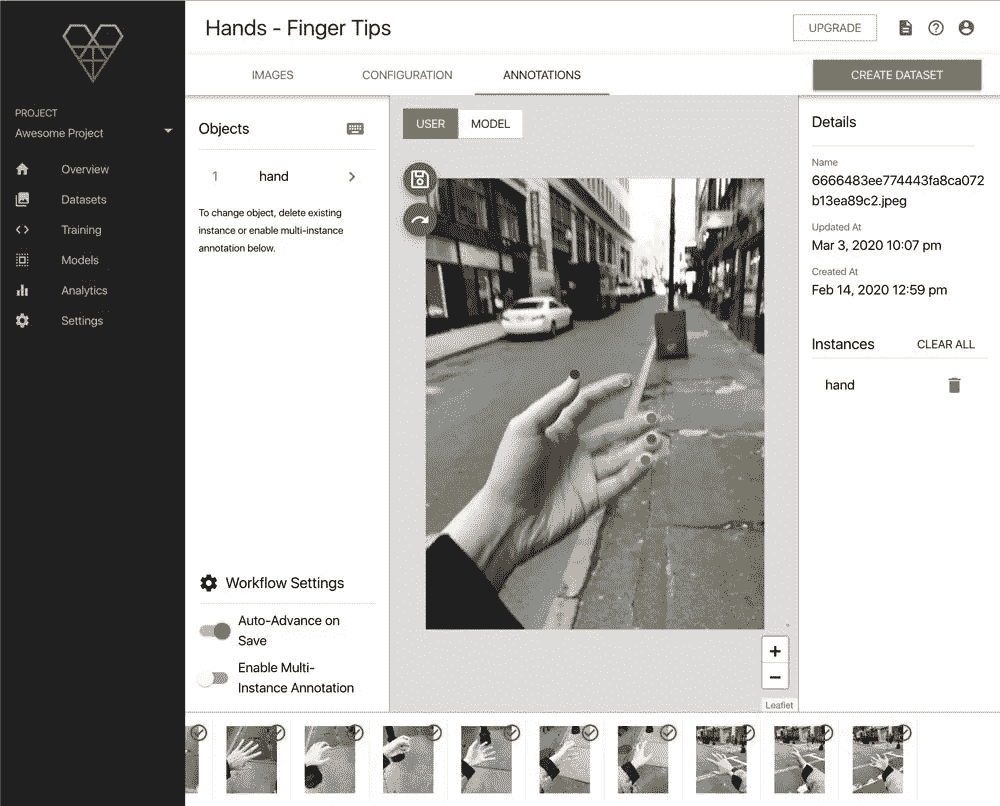 Hands - Finger Tips
UPGRADE
IMAGES
CONFIGURATION
ANNOTATIONS
CREATE DATASET
PROJECT
Awesome Project
Overview
Datasets
Training
Models
Analytics
Settings
Objects
1 hand
To change object, delete existing
instance or enable multi-instance
annotation below.
Workflow Settings
Auto-Advance on
Save
Enable Multi-
Instance Annotation
USER
MODEL
+
−
Leaflet
Details
Name
6666483ee774443fa8ca072
b13ea89c2.jpeg
Updated At
Mar 3, 2020 10:07 pm
Created At
Feb 14, 2020 12:59 pm
Instances
CLEAR ALL
hand